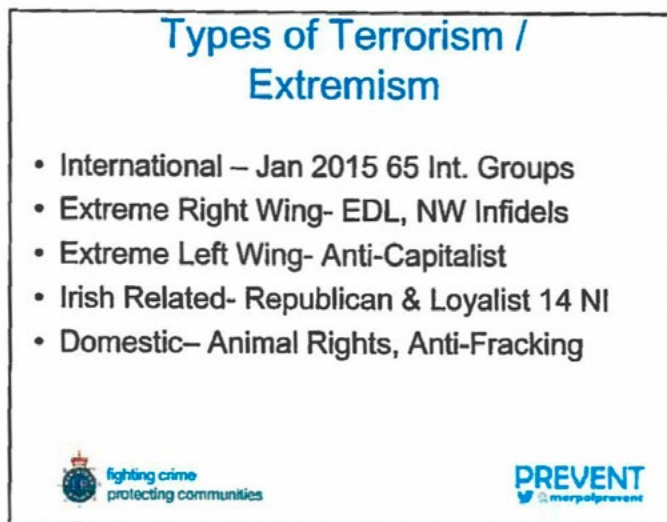 Types of Terrorism /
Extremism
• International – Jan 2015 65 Int. Groups
• Extreme Right Wing- EDL, NW Infidels
• Extreme Left Wing- Anti-Capitalist
• Irish Related- Republican & Loyalist 14 NI
• Domestic– Animal Rights, Anti-Fracking
fighting crime
protecting communities
PREVENT
@merpolprevent